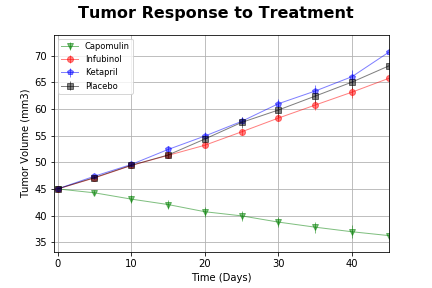 Tumor Response to Treatment
Capomulin
Infubinol
Ketapril
Placebo
Tumor Volume (mm3)
70
65
60
55
50
45
40
35
0
10
20
30
40
Time (Days)